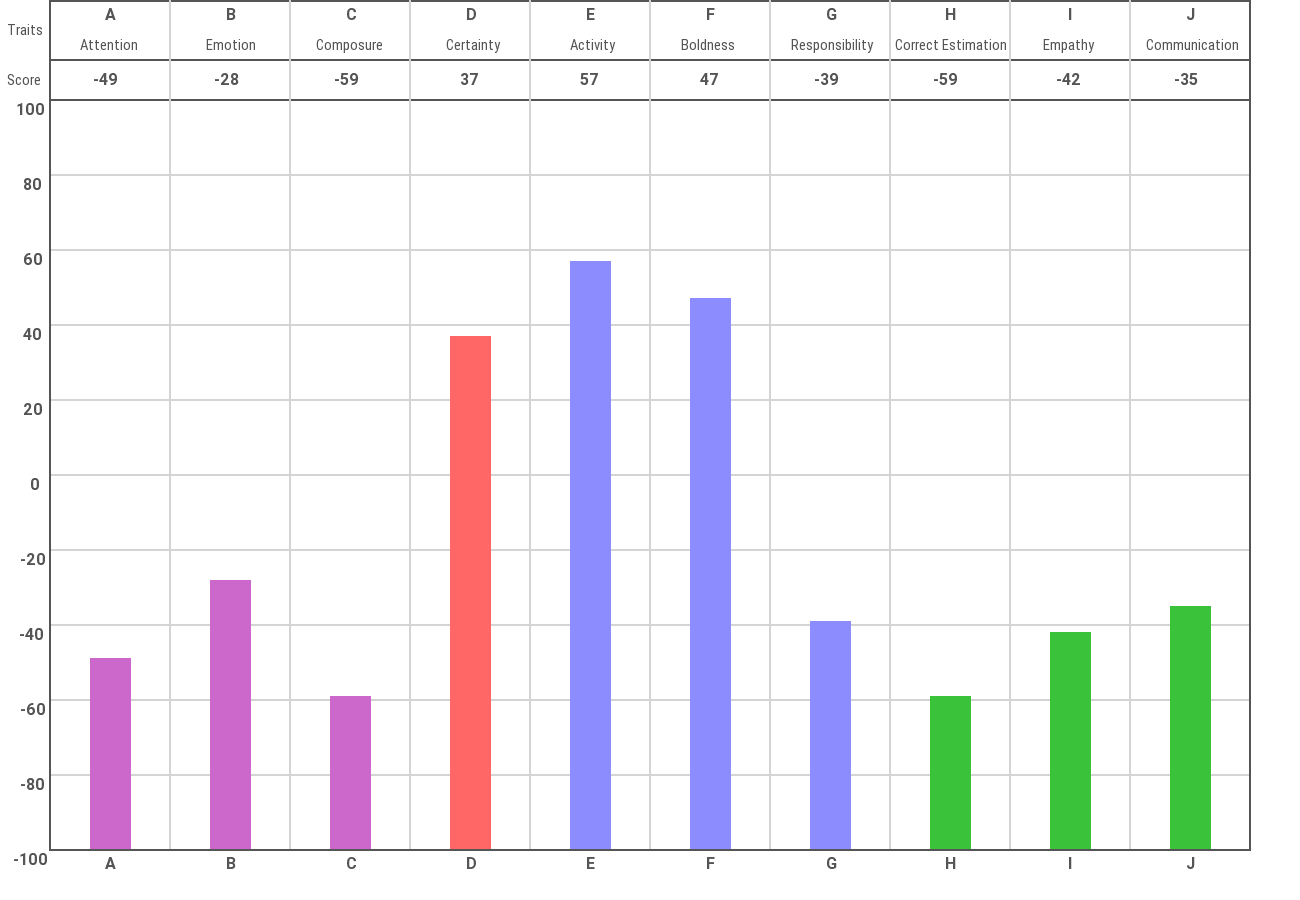 Traits A B C D E F G H I J
Attention Emotion Composure Certainty Activity Boldness Responsibility Correct Estimation Empathy Communication
Score -49 -28 -59 37 57 47 -39 -59 -42 -35
100
80
60
40
20
0
-20
-40
-60
-80
-100
A B C D E F G H I J